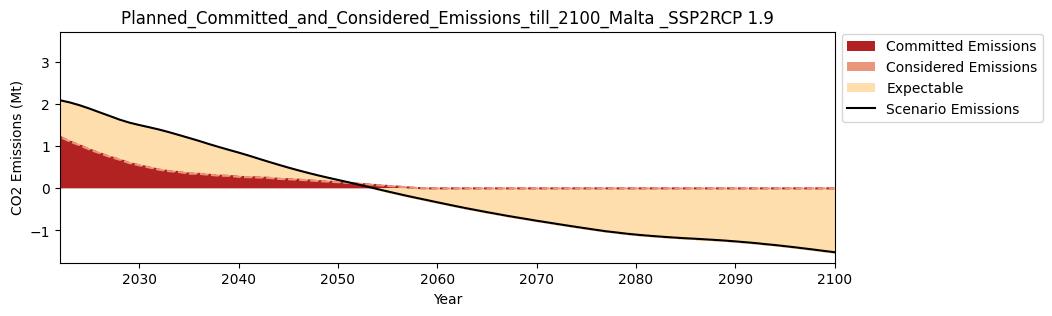 Planned_Committed_and_Considered_Emissions_till_2100_Malta _SSP2RCP 1.9
Committed Emissions
Considered Emissions
Expectable
Scenario Emissions
CO2 Emissions (Mt)
3
2
1
0
−1
2030
2040
2050
2060
2070
2080
2090
2100
Year